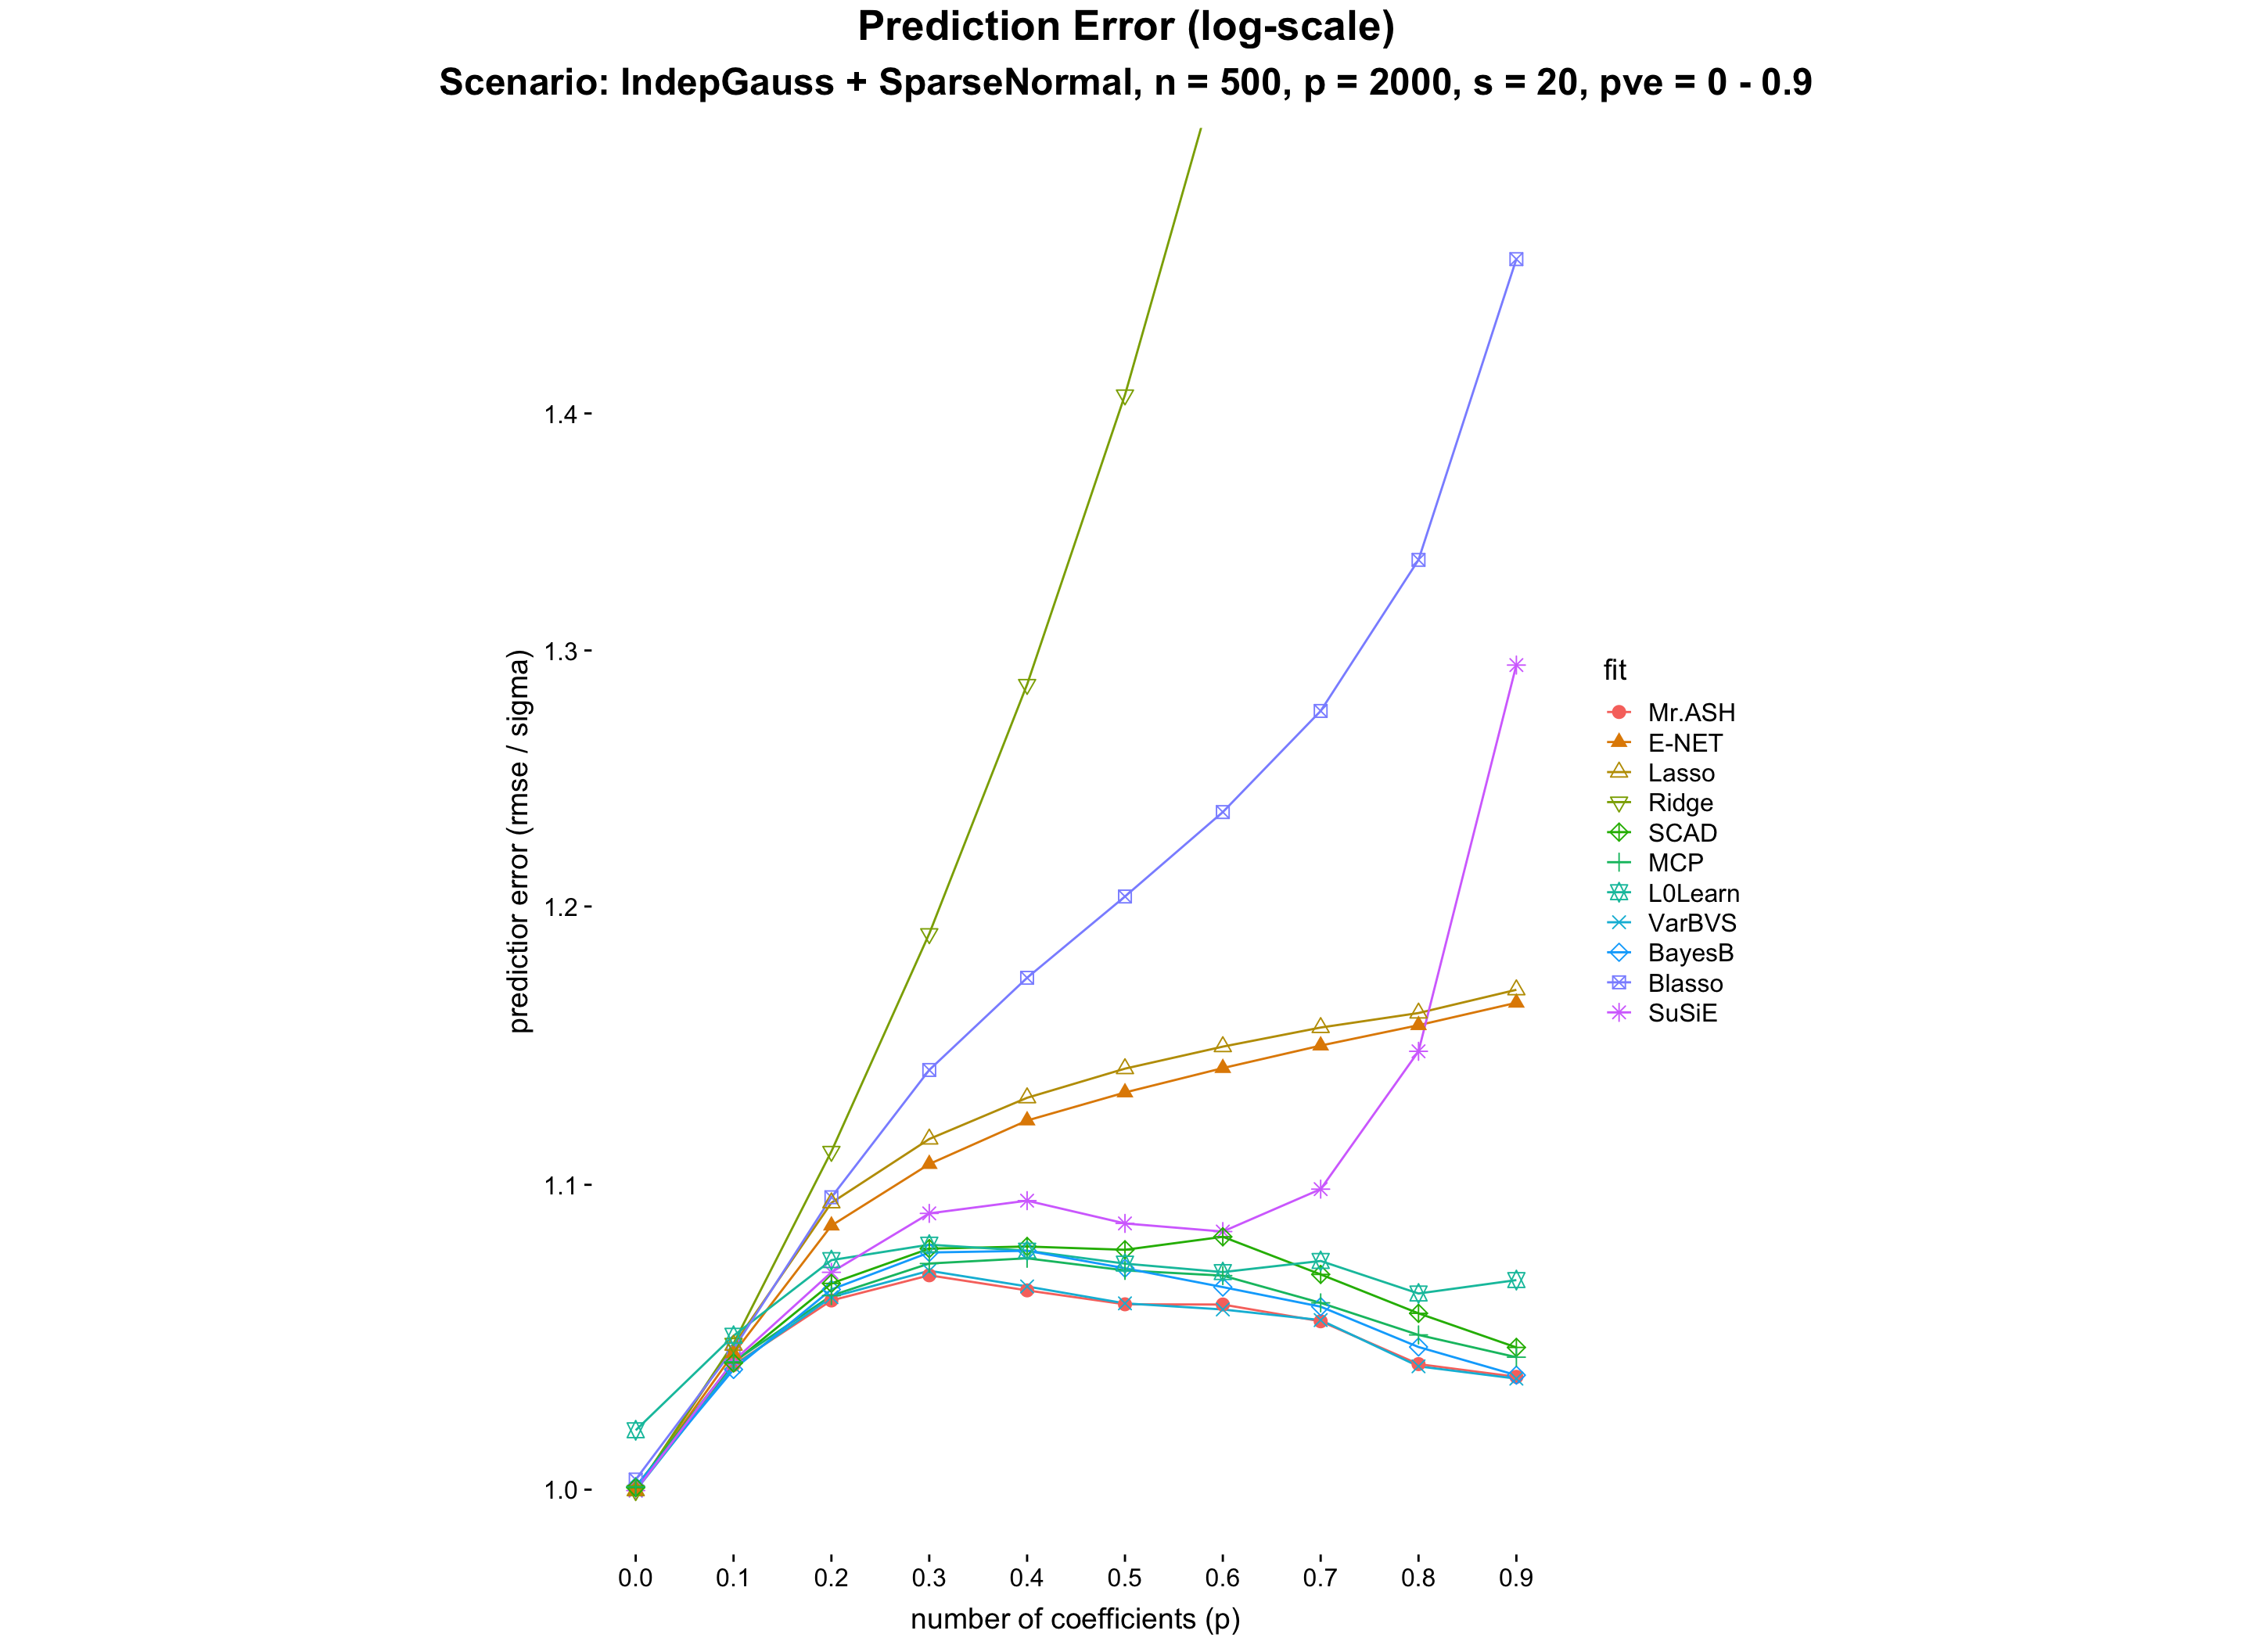 Prediction Error (log-scale)
Scenario: IndepGauss + SparseNormal, n = 500, p = 2000, s = 20, pve = 0 - 0.9
1.4
1.3
1.2
1.1
1.0
predictior error (rmse / sigma)
0.0 0.1 0.2 0.3 0.4 0.5 0.6 0.7 0.8 0.9
number of coefficients (p)
fit
Mr.ASH
E-NET
Lasso
Ridge
SCAD
MCP
L0Learn
VarBVS
BayesB
Blasso
SuSiE